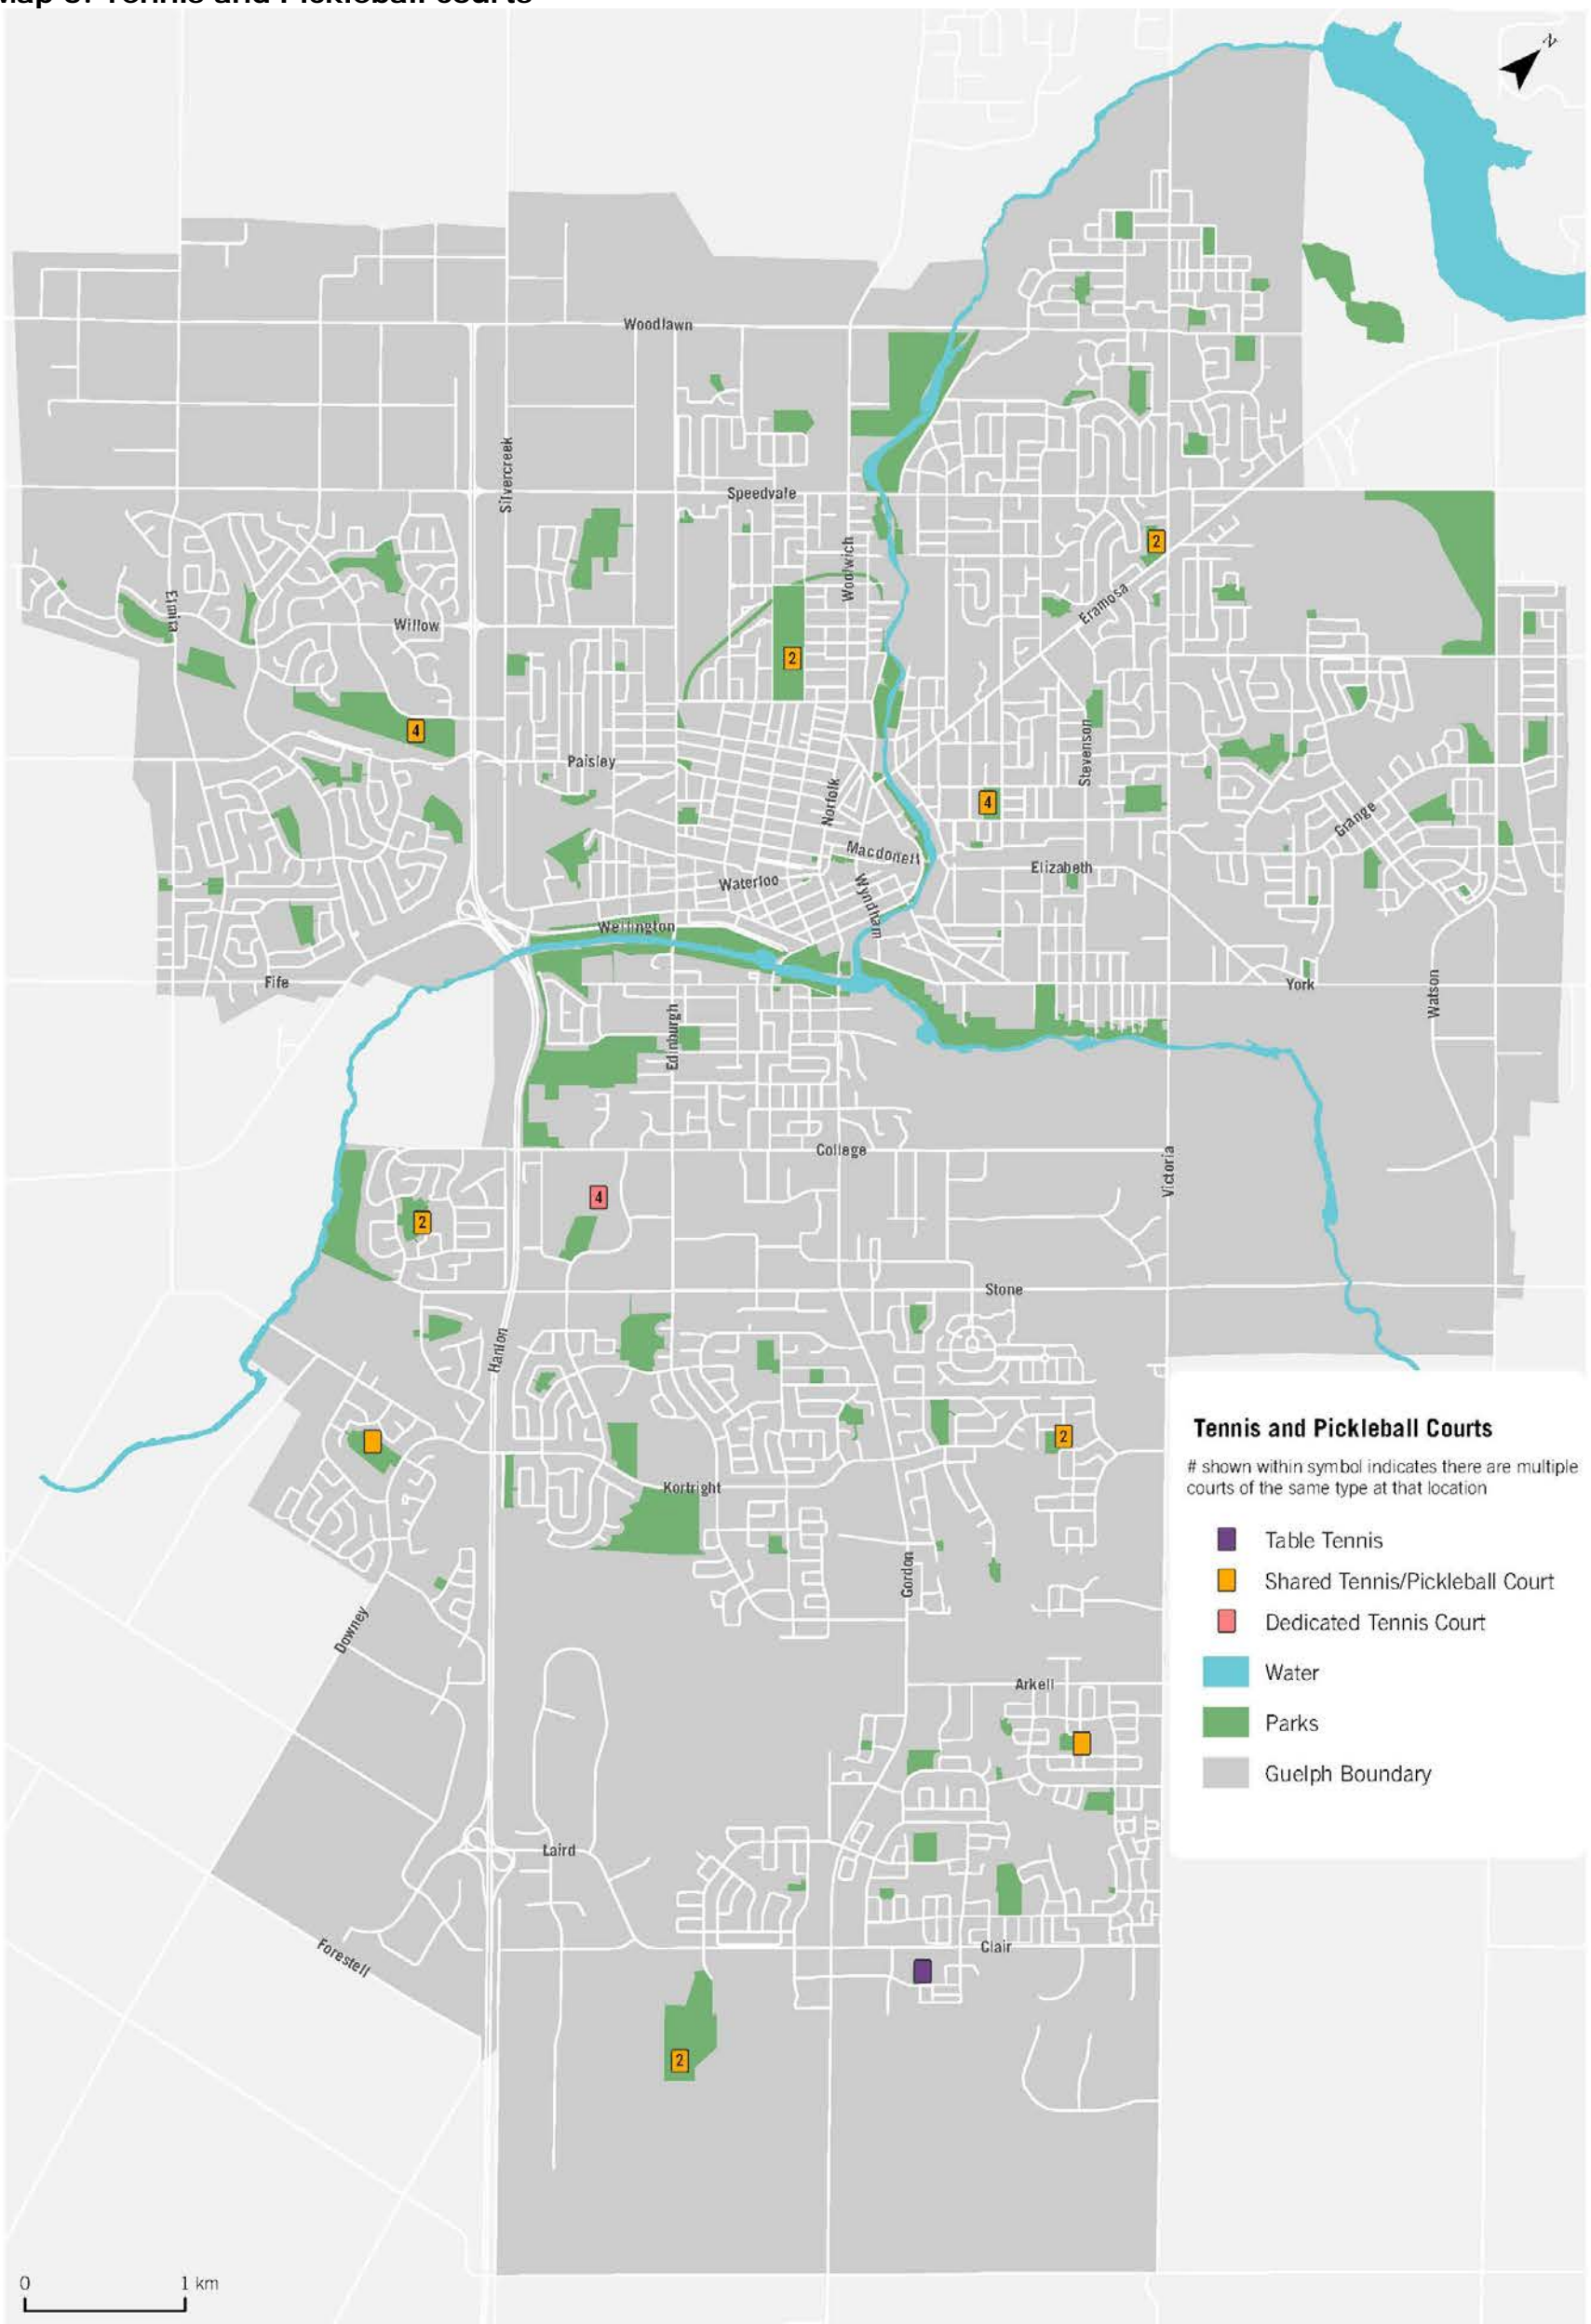 N
Woodlawn
Silvercreek
Speedvale
Woolwich
2
Eramosa
Elmira
Willow
2
4
Stevenson
Paisley
Norfolk
4
Grange
Macdonell
Elizabeth
Waterloo
Wyndham
Wellington
Fife
York
Watson
Edinburgh
College
Victoria
4
2
Stone
Hanlon
2
Kortright
Gordon
Downey
Arkell
Laird
Clair
Forestell
2
Tennis and Pickleball Courts
# shown within symbol indicates there are multiple
courts of the same type at that location
Table Tennis
Shared Tennis/Pickleball Court
Dedicated Tennis Court
Water
Parks
Guelph Boundary
0 1 km